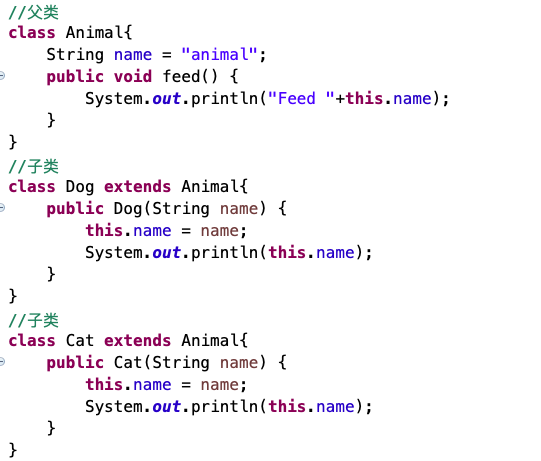 //父类
class Animal{
    String name = "animal";
    public void feed() {
        System.out.println("Feed "+this.name);
    }
}
//子类
class Dog extends Animal{
    public Dog(String name) {
        this.name = name;
        System.out.println(this.name);
    }
}
//子类
class Cat extends Animal{
    public Cat(String name) {
        this.name = name;
        System.out.println(this.name);
    }
}